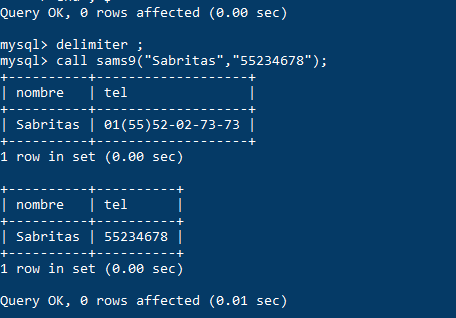 Query OK, 0 rows affected (0.00 sec)
mysql> delimiter ;
mysql> call sams9("Sabritas","55234678");
+----------+-------------------+
| nombre   | tel               |
+----------+-------------------+
| Sabritas | 01(55)52-02-73-73 |
+----------+-------------------+
1 row in set (0.00 sec)
+----------+----------+
| nombre   | tel      |
+----------+----------+
| Sabritas | 55234678 |
+----------+----------+
1 row in set (0.00 sec)
Query OK, 0 rows affected (0.01 sec)